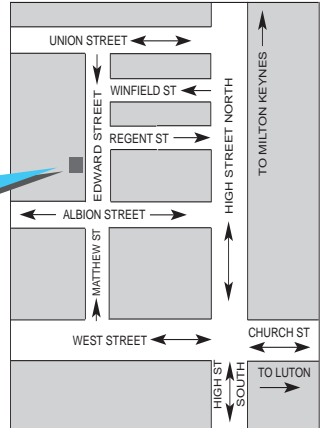 UNION STREET
WINFIELD ST
EDWARD STREET
REGENT ST
HIGH STREET NORTH
TO MILTON KEYNES
ALBION STREET
MATTHEW ST
WEST STREET
CHURCH ST
HIGH ST
SOUTH
TO LUTON